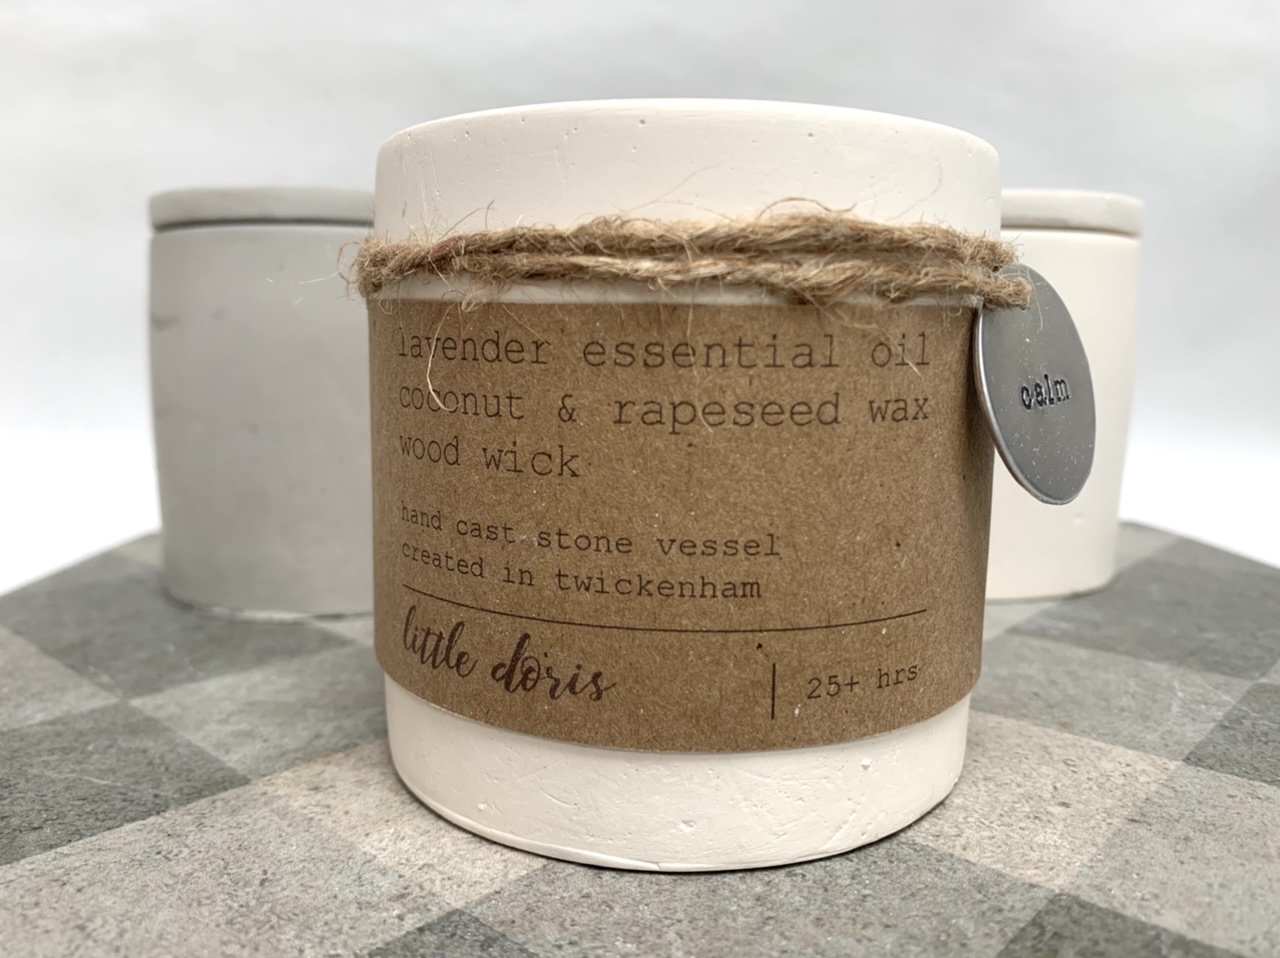 lavender essential oil
coconut & rapeseed wax
wood wick
hand cast stone vessel
created in twickenham
little doris
25+ hrs
calm